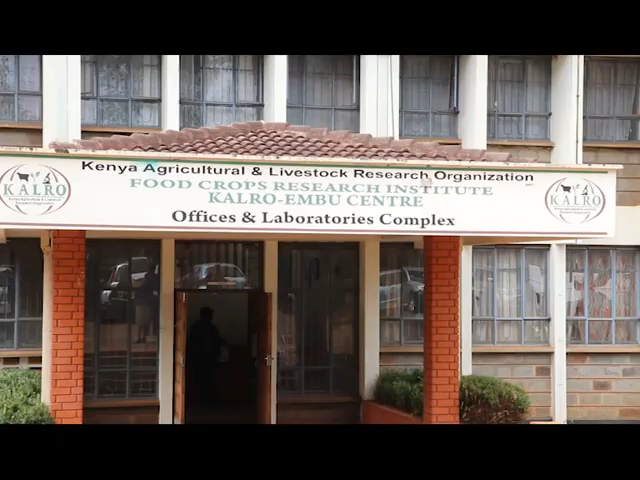 Kenya Agricultural & Livestock Research Organization
FOOD CROPS RESEARCH INSTITUTE
KALRO-EMBU CENTRE
Offices & Laboratories Complex
KALRO
KALRO